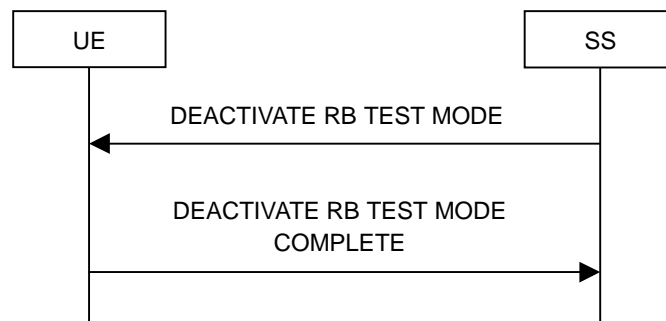 UE
SS
DEACTIVATE RB TEST MODE
DEACTIVATE RB TEST MODE
COMPLETE